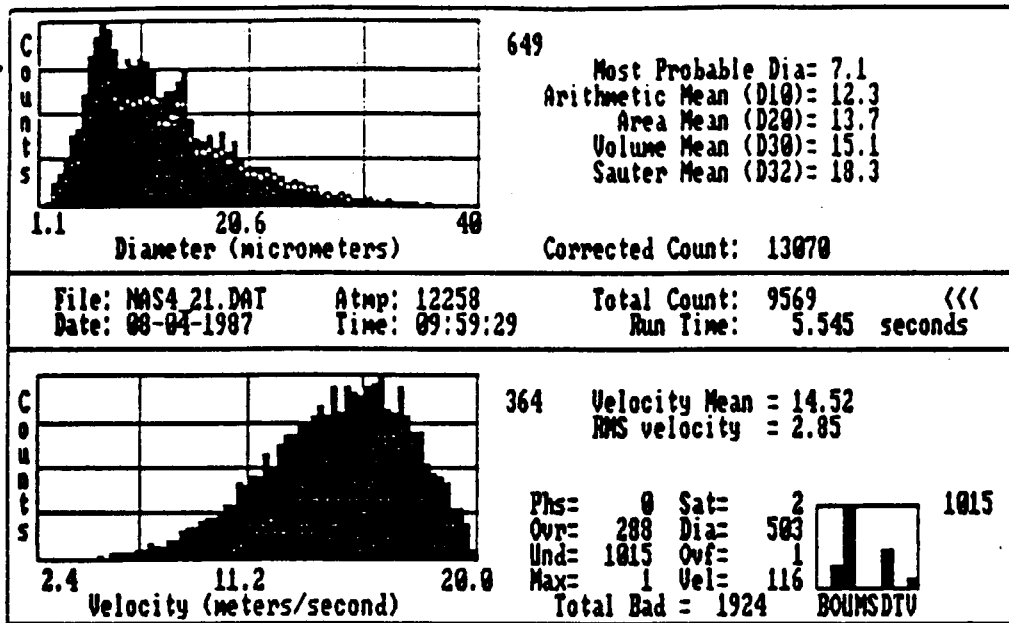 Counts
649
Most Probable Dia= 7.1
Arithmetic Mean (D10)= 12.3
Area Mean (D20)= 13.7
Volume Mean (D30)= 15.1
Sauter Mean (D32)= 18.3
1.1 20.6 40
Diameter (micrometers)
Corrected Count: 13070
File: NAS4_21.DAT Atmp: 12258 Total Count: 9569 <<<
Date: 08-04-1987 Time: 09:59:29 Run Time: 5.545 seconds
Counts
364
Velocity Mean = 14.52
RMS velocity = 2.85
Phs= 0 Sat= 2
Ovr= 288 Dia= 503
Und= 1015 Ovf= 1
Max= 1 Vel= 116
Total Bad = 1924
1015
BOUMSDTV
2.4 11.2 20.0
Velocity (meters/second)